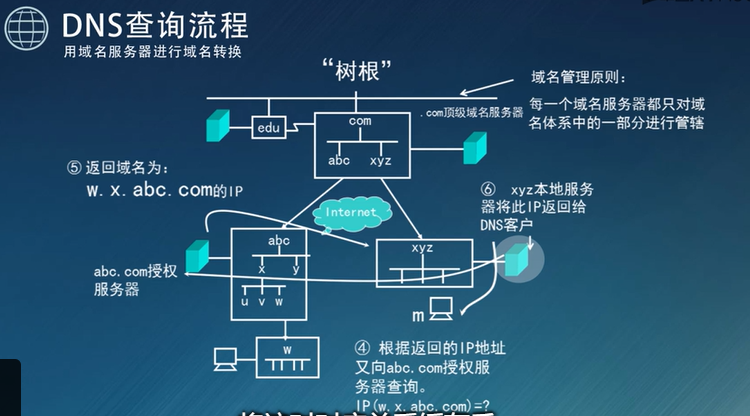 DNS查询流程
用域名服务器进行域名转换
“树根”
域名管理原则：
每一个域名服务器都只对域
名体系中的一部分进行管辖
.com顶级域名服务器
edu
com
abc xyz
⑤ 返回域名为：
w.x.abc.com的IP
Internet
⑥ xyz本地服务
器将此IP返回给
DNS客户
abc
x y
u v w
xyz
abc.com授权
服务器
m
w
④ 根据返回的IP地址
又向abc.com授权服
务器查询。
IP(w.x.abc.com)=?